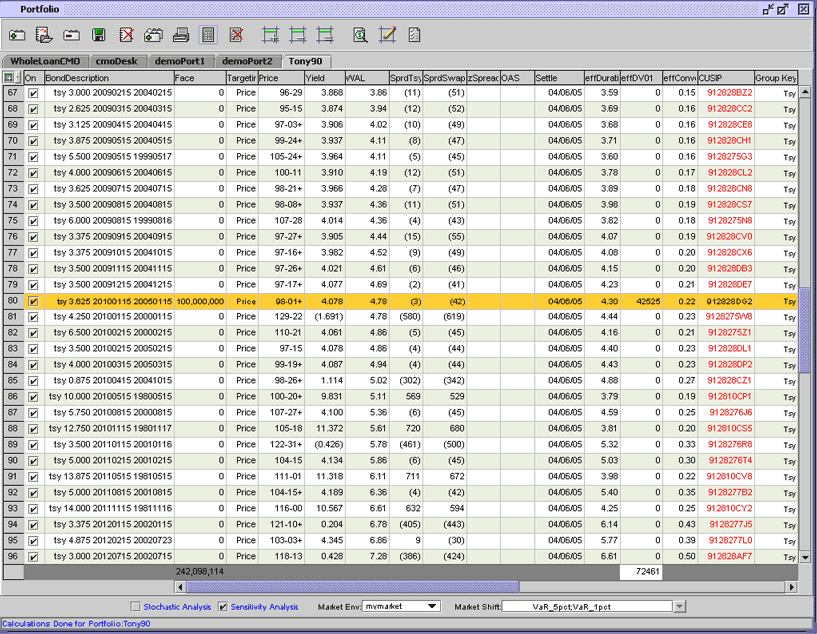 Portfolio
WholeLoanCMO cmoDesk demoPort1 demoPort2 Tony90
On BondDescription Face Targetin Price Yield WAL SprdTsy SprdSwap zSpread OAS Settle effDurati effDV01 effConv CUSIP Group Key
67 tsy 3.000 20090215 20040215 0 Price 96-29 3.868 3.86 (11) (51) 04/06/05 3.59 0 0.15 912828BZ2 Tsy
68 tsy 2.625 20090315 20040315 0 Price 95-15 3.874 3.94 (12) (52) 04/06/05 3.69 0 0.16 912828CC2 Tsy
69 tsy 3.125 20090415 20040415 0 Price 97-03+ 3.906 4.02 (10) (49) 04/06/05 3.68 0 0.16 912828CE8 Tsy
70 tsy 3.875 20090515 20040515 0 Price 99-24+ 3.937 4.11 (8) (47) 04/06/05 3.71 0 0.16 912828CH1 Tsy
71 tsy 5.500 20090515 19990517 0 Price 105-24+ 3.964 4.11 (5) (45) 04/06/05 3.60 0 0.16 9128275G3 Tsy
72 tsy 4.000 20090615 20040615 0 Price 100-11 3.910 4.19 (12) (51) 04/06/05 3.78 0 0.17 912828CL2 Tsy
73 tsy 3.625 20090715 20040715 0 Price 98-21+ 3.966 4.28 (7) (47) 04/06/05 3.89 0 0.18 912828CN8 Tsy
74 tsy 3.500 20090815 20040815 0 Price 98-08+ 3.937 4.36 (11) (51) 04/06/05 3.98 0 0.19 912828CS7 Tsy
75 tsy 6.000 20090815 19990816 0 Price 107-28 4.014 4.36 (4) (43) 04/06/05 3.82 0 0.18 9128275N8 Tsy
76 tsy 3.375 20090915 20040915 0 Price 97-27+ 3.905 4.44 (15) (55) 04/06/05 4.07 0 0.19 912828CV0 Tsy
77 tsy 3.375 20091015 20041015 0 Price 97-16+ 3.982 4.52 (9) (49) 04/06/05 4.08 0 0.20 912828CX6 Tsy
78 tsy 3.500 20091115 20041115 0 Price 97-26+ 4.021 4.61 (6) (46) 04/06/05 4.15 0 0.20 912828DB3 Tsy
79 tsy 3.500 20091215 20041215 0 Price 97-17+ 4.077 4.69 (2) (41) 04/06/05 4.23 0 0.21 912828DE7 Tsy
80 tsy 3.625 20100115 20050115 100,000,000 Price 98-01+ 4.078 4.78 (3) (42) 04/06/05 4.30 42525 0.22 912828DG2 Tsy
81 tsy 4.250 20100115 20000115 0 Price 129-22 (1.691) 4.78 (580) (619) 04/06/05 4.44 0 0.23 9128275W8 Tsy
82 tsy 6.500 20100215 20000215 0 Price 110-21 4.061 4.86 (5) (45) 04/06/05 4.16 0 0.21 9128275Z1 Tsy
83 tsy 3.500 20100215 20050215 0 Price 97-15 4.078 4.86 (4) (44) 04/06/05 4.40 0 0.23 912828DL1 Tsy
84 tsy 4.000 20100315 20050315 0 Price 99-19+ 4.087 4.94 (4) (44) 04/06/05 4.43 0 0.23 912828DP2 Tsy
85 tsy 0.875 20100415 20041015 0 Price 98-26+ 1.114 5.02 (302) (342) 04/06/05 4.88 0 0.27 912828CZ1 Tsy
86 tsy 10.000 20100515 19800515 0 Price 100-20+ 9.831 5.11 569 529 04/06/05 3.79 0 0.19 912810CP1 Tsy
87 tsy 5.750 20100815 20000815 0 Price 107-27+ 4.100 5.36 (6) (45) 04/06/05 4.59 0 0.25 9128276J6 Tsy
88 tsy 12.750 20101115 19801117 0 Price 105-18 11.372 5.61 720 680 04/06/05 3.81 0 0.20 912810CS5 Tsy
89 tsy 3.500 20110115 20010116 0 Price 122-31+ (0.426) 5.78 (461) (500) 04/06/05 5.32 0 0.33 9128276R8 Tsy
90 tsy 5.000 20110215 20010215 0 Price 104-15 4.134 5.86 (6) (45) 04/06/05 5.03 0 0.30 9128276T4 Tsy
91 tsy 13.875 20110515 19810515 0 Price 111-01 11.318 6.11 711 672 04/06/05 3.98 0 0.22 912810CV8 Tsy
92 tsy 5.000 20110815 20010815 0 Price 104-15+ 4.189 6.36 (4) (42) 04/06/05 5.40 0 0.35 9128277B2 Tsy
93 tsy 14.000 20111115 19811116 0 Price 116-00 10.567 6.61 632 594 04/06/05 4.25 0 0.25 912810CY2 Tsy
94 tsy 3.375 20120115 20020115 0 Price 121-10+ 0.204 6.78 (405) (443) 04/06/05 6.14 0 0.43 9128277J5 Tsy
95 tsy 4.875 20120215 20020723 0 Price 103-03+ 4.345 6.86 9 (30) 04/06/05 5.77 0 0.39 9128277L0 Tsy
96 tsy 3.000 20120715 20020715 0 Price 118-13 0.428 7.28 (386) (424) 04/06/05 6.61 0 0.50 912828AF7 Tsy
242,098,114 72461
Stochastic Analysis Sensitivity Analysis Market Env: mymarket Market Shift: VaR_5pct;VaR_1pct
Calculations Done for Portfolio:Tony90